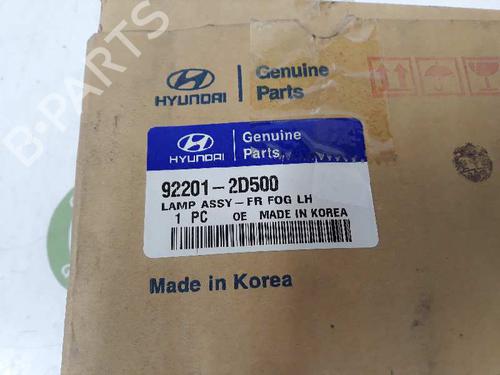 Genuine
Parts
HYUNDAI
Genuine
Parts
HYUNDAI
92201-2D500
LAMP ASSY-FR FOG LH
1 PC OE MADE IN KOREA
Made in Korea
B-PARTS